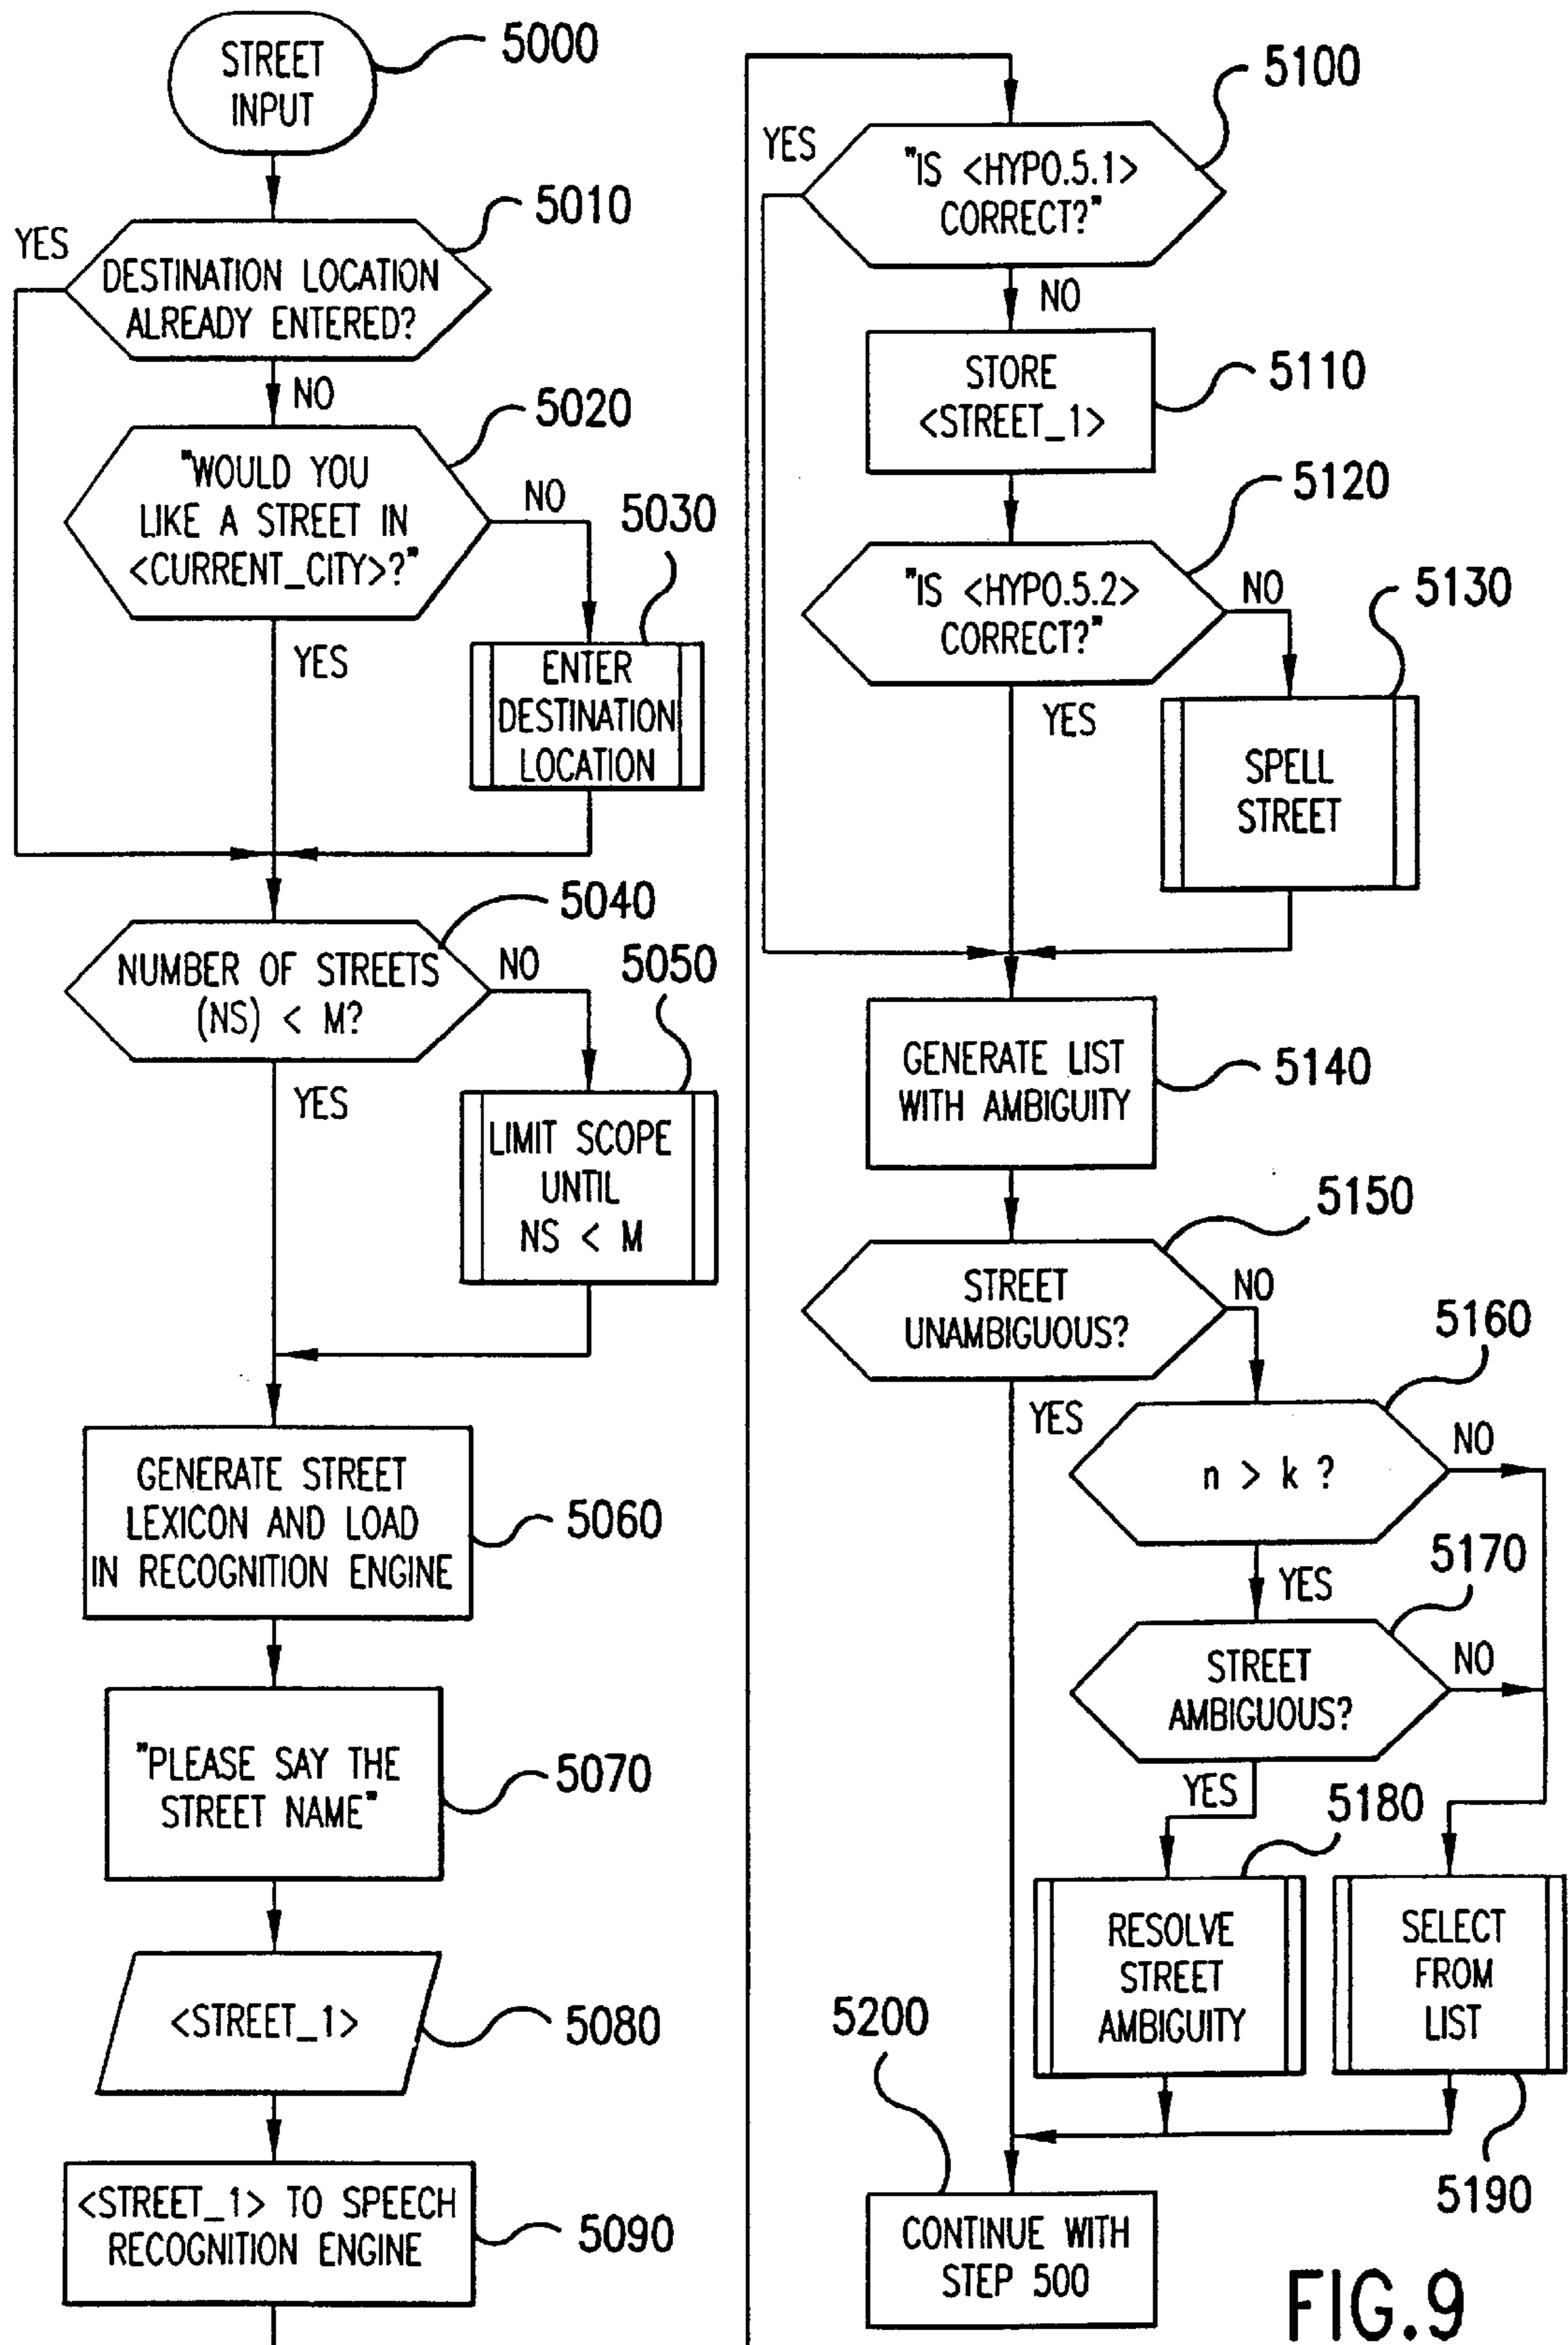 STREET
INPUT
5000
YES
DESTINATION LOCATION
ALREADY ENTERED?
5010
NO
"WOULD YOU
LIKE A STREET IN
<CURRENT_CITY>?"
5020
NO
YES
5030
ENTER
DESTINATION
LOCATION
NUMBER OF STREETS
(NS) < M?
5040
NO
YES
5050
LIMIT SCOPE
UNTIL
NS < M
GENERATE STREET
LEXICON AND LOAD
IN RECOGNITION ENGINE
5060
"PLEASE SAY THE
STREET NAME"
5070
<STREET_1>
5080
<STREET_1> TO SPEECH
RECOGNITION ENGINE
5090
YES
"IS <HYPO.5.1>
CORRECT?"
5100
NO
STORE
<STREET_1>
5110
"IS <HYPO.5.2>
CORRECT?"
5120
NO
YES
5130
SPELL
STREET
GENERATE LIST
WITH AMBIGUITY
5140
STREET
UNAMBIGUOUS?
5150
NO
YES
n > k ?
5160
NO
YES
STREET
AMBIGUOUS?
5170
NO
YES
5180
RESOLVE
STREET
AMBIGUITY
SELECT
FROM
LIST
5190
5200
CONTINUE WITH
STEP 500
FIG.9